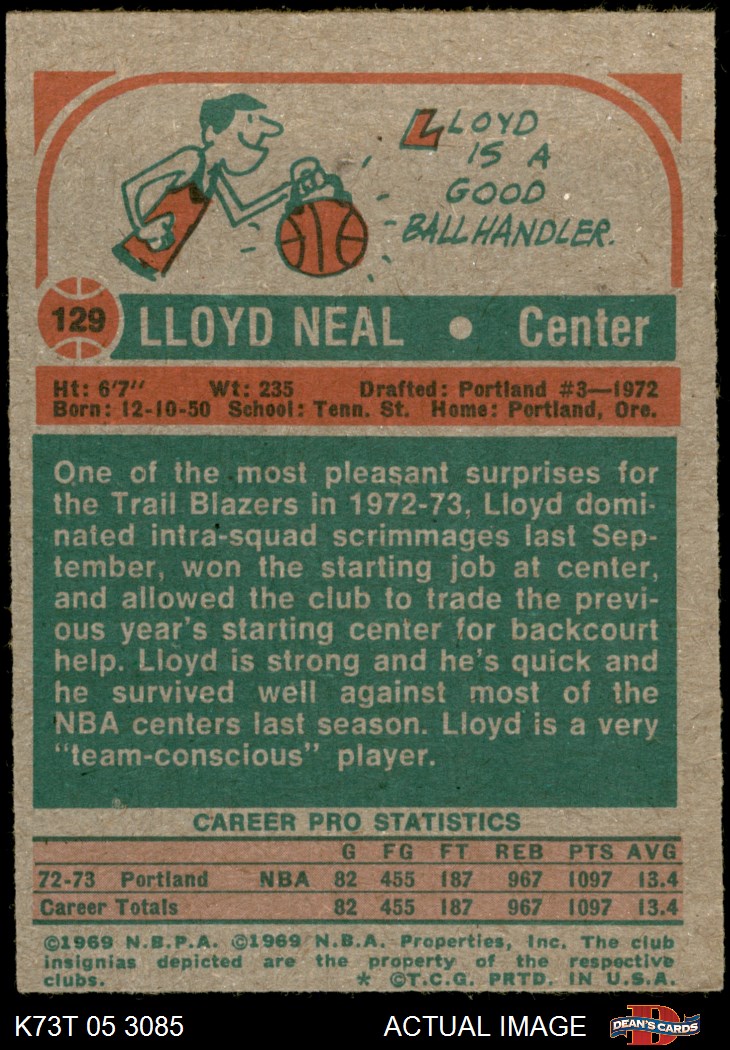 LLOYD
IS A
GOOD
BALLHANDLER.
129 LLOYD NEAL • Center
Ht: 6'7" Wt: 235 Drafted: Portland #3—1972
Born: 12-10-50 School: Tenn. St. Home: Portland, Ore.
One of the most pleasant surprises for
the Trail Blazers in 1972-73, Lloyd domi-
nated intra-squad scrimmages last Sep-
tember, won the starting job at center,
and allowed the club to trade the previ-
ous year's starting center for backcourt
help. Lloyd is strong and he's quick and
he survived well against most of the
NBA centers last season. Lloyd is a very
"team-conscious" player.
CAREER PRO STATISTICS
G FG FT REB PTS AVG
72-73 Portland NBA 82 455 187 967 1097 13.4
Career Totals 82 455 187 967 1097 13.4
©1969 N.B.P.A. ©1969 N.B.A. Properties, Inc. The club
insignias depicted are the property of the respective
clubs. * ©T.C.G. PRTD. IN U.S.A.
K73T 05 3085 ACTUAL IMAGE D DEAN'S CARDS